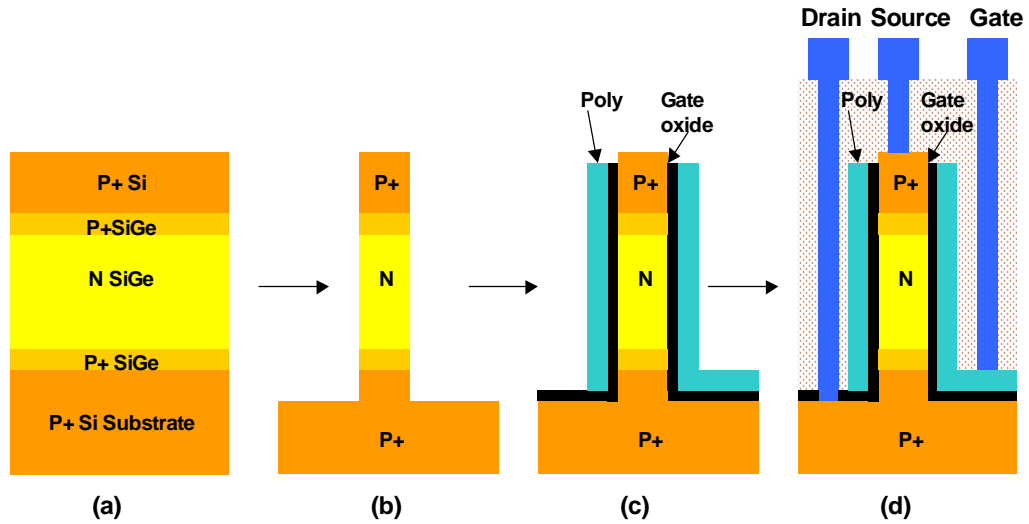 Drain Source Gate
Poly
Gate
oxide
Poly
Gate
oxide
P+ Si
P+SiGe
N SiGe
P+ SiGe
P+ Si Substrate
P+
N
P+
P+
N
P+
P+
N
P+
(a)
(b)
(c)
(d)